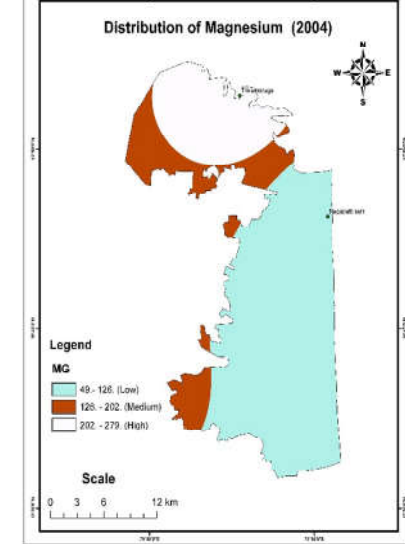 Distribution of Magnesium (2004)
N
W E
S
Legend
MG
49.- 126. (Low)
126. - 202. (Medium)
202. - 279. (High)
Scale
0 3 6 12 km